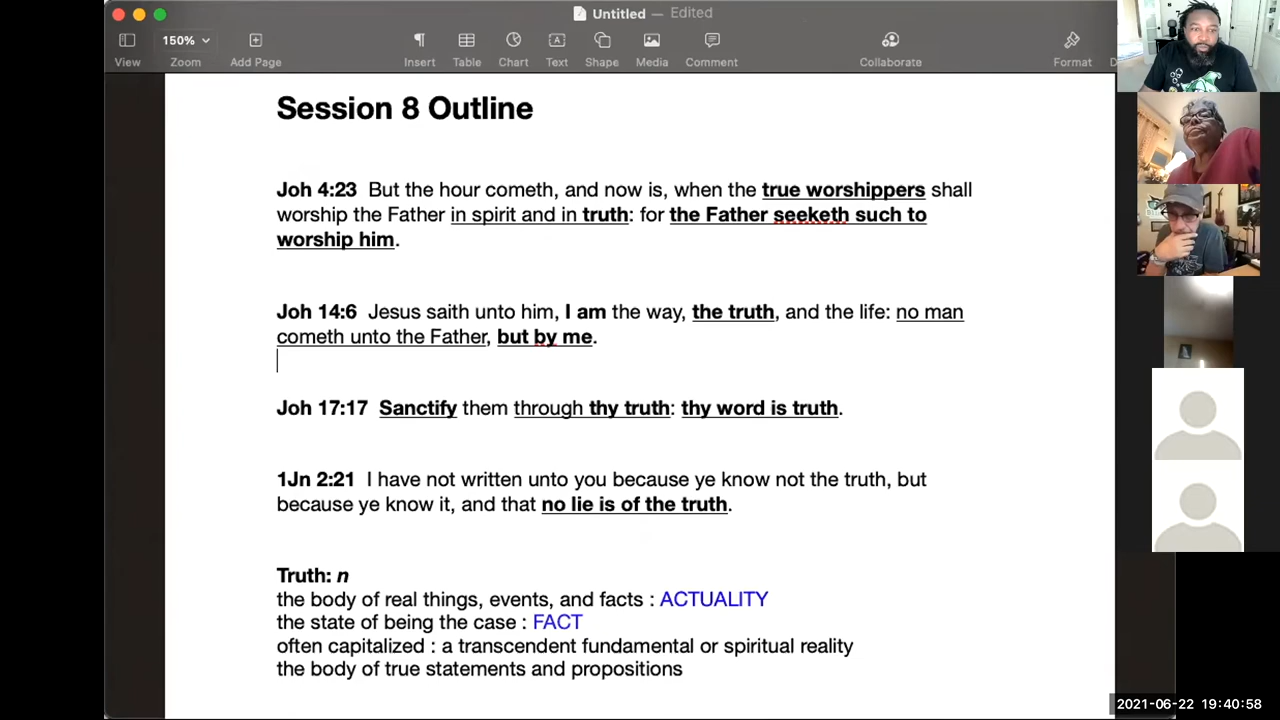 Untitled — Edited
150%
View Zoom Add Page Insert Table Chart Text Shape Media Comment Collaborate Format
Session 8 Outline
Joh 4:23 But the hour cometh, and now is, when the true worshippers shall
worship the Father in spirit and in truth: for the Father seeketh such to
worship him.
Joh 14:6 Jesus saith unto him, I am the way, the truth, and the life: no man
cometh unto the Father, but by me.
Joh 17:17 Sanctify them through thy truth: thy word is truth.
1Jn 2:21 I have not written unto you because ye know not the truth, but
because ye know it, and that no lie is of the truth.
Truth: n
the body of real things, events, and facts : ACTUALITY
the state of being the case : FACT
often capitalized : a transcendent fundamental or spiritual reality
the body of true statements and propositions
2021-06-22 19:40:58